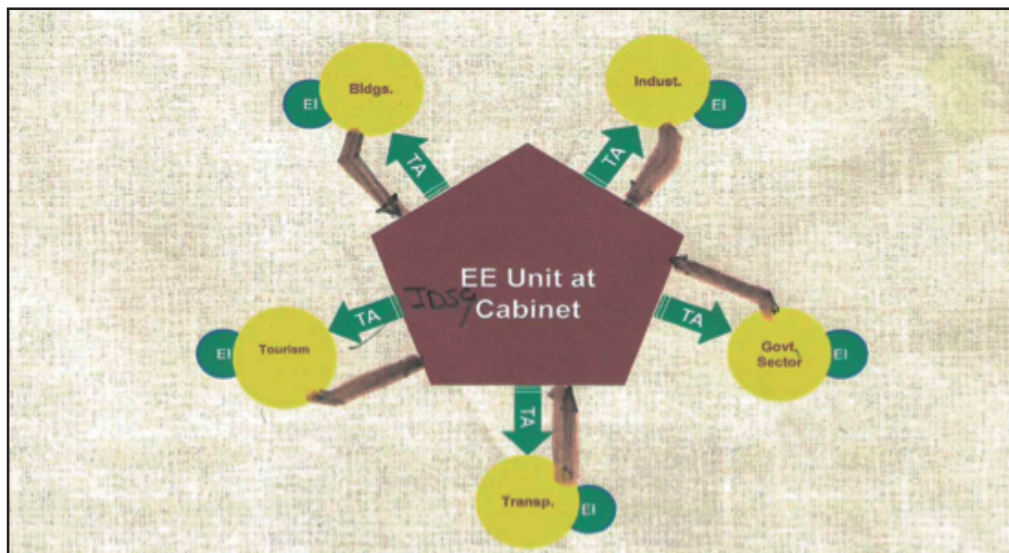 Bldgs.
EI
TA
Indust.
EI
TA
EE Unit at
Cabinet
TA
Tourism
EI
TA
Govt.
Sector
EI
TA
Transp.
EI